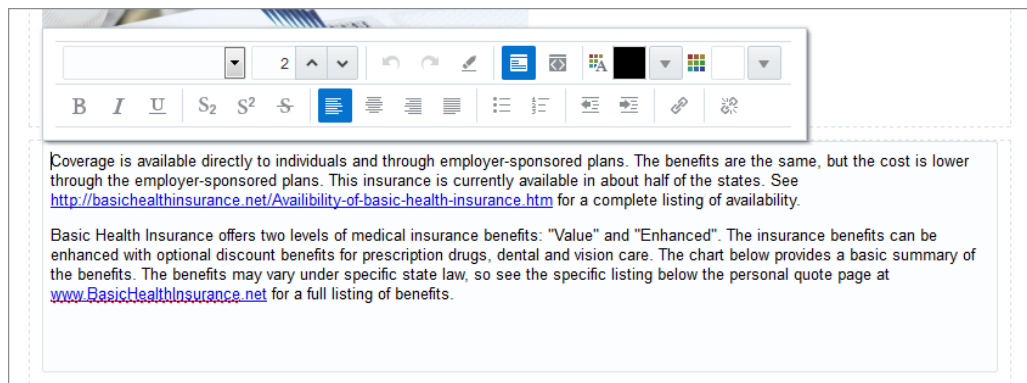 2
A
B I U S2 S2 S
Coverage is available directly to individuals and through employer-sponsored plans. The benefits are the same, but the cost is lower
through the employer-sponsored plans. This insurance is currently available in about half of the states. See
http://basichealthinsurance.net/Availibility-of-basic-health-insurance.htm for a complete listing of availability.
Basic Health Insurance offers two levels of medical insurance benefits: "Value" and "Enhanced". The insurance benefits can be
enhanced with optional discount benefits for prescription drugs, dental and vision care. The chart below provides a basic summary of
the benefits. The benefits may vary under specific state law, so see the specific listing below the personal quote page at
www.BasicHealthInsurance.net for a full listing of benefits.